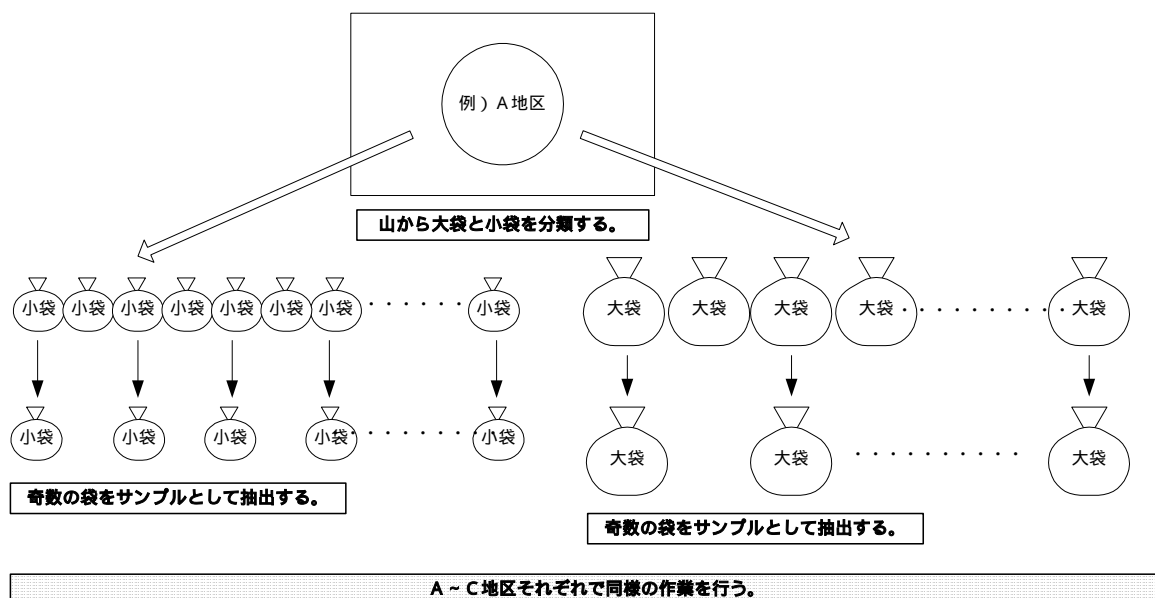 例）A地区
山から大袋と小袋を分類する。
小袋 小袋 小袋 小袋 小袋 小袋 小袋 ・・・・・・ 小袋
大袋 大袋 大袋 大袋 ・・・・・・・・・・ 大袋
小袋 小袋 小袋 小袋 ・・・・・・・・ 小袋
大袋 大袋 ・・・・・・・・・・ 大袋
奇数の袋をサンプルとして抽出する。
奇数の袋をサンプルとして抽出する。
A～C地区それぞれで同様の作業を行う。